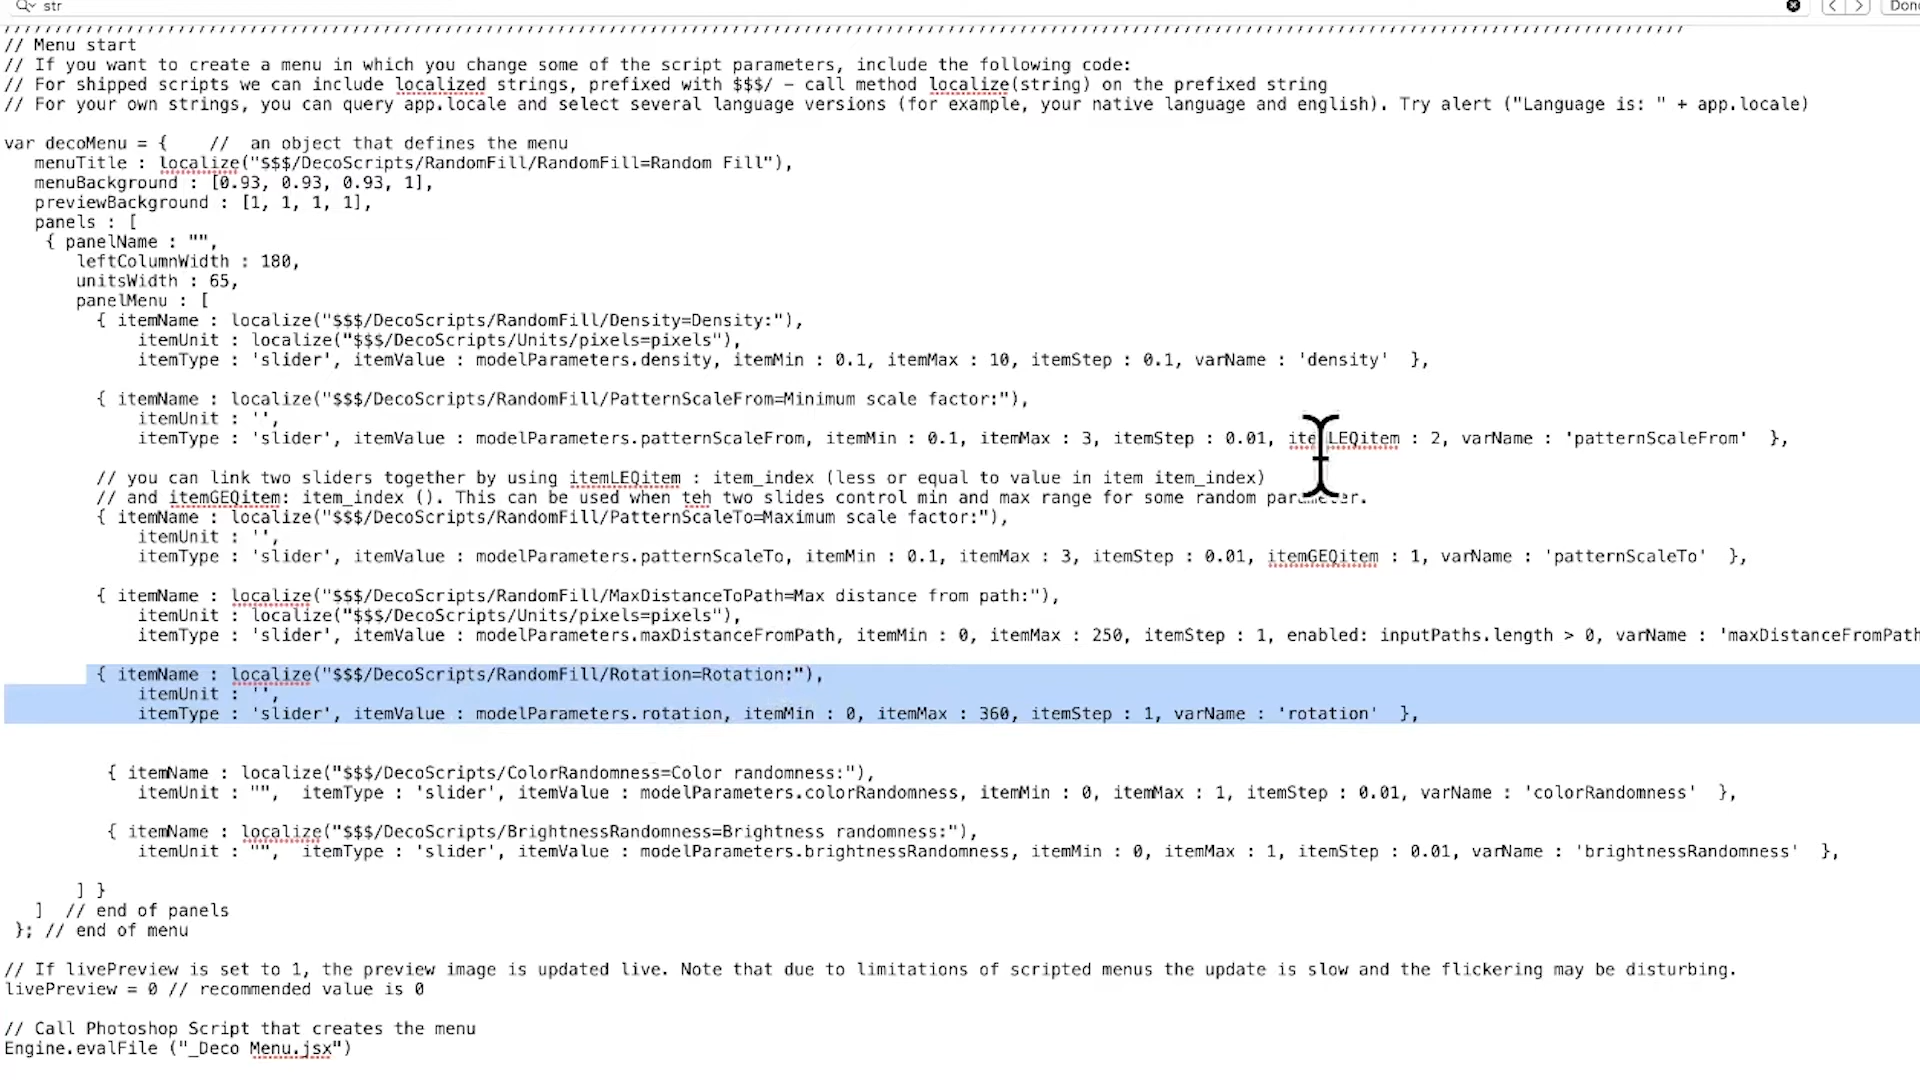 str
Don
////////////////////////////////////////////////////////////////////////////////////////////////////////////////////////////////////////////////////////////////////
// Menu start
// If you want to create a menu in which you change some of the script parameters, include the following code:
// For shipped scripts we can include localized strings, prefixed with $$$/ – call method localize(string) on the prefixed string
// For your own strings, you can query app.locale and select several language versions (for example, your native language and english). Try alert ("Language is: " + app.locale)
var decoMenu = {    //  an object that defines the menu
menuTitle : localize("$$$/DecoScripts/RandomFill/RandomFill=Random Fill"),
menuBackground : [0.93, 0.93, 0.93, 1],
previewBackground : [1, 1, 1, 1],
panels : [
{ panelName : "",
leftColumnWidth : 180,
unitsWidth : 65,
panelMenu : [
{ itemName : localize("$$$/DecoScripts/RandomFill/Density=Density:"),
itemUnit : localize("$$$/DecoScripts/Units/pixels=pixels"),
itemType : 'slider', itemValue : modelParameters.density, itemMin : 0.1, itemMax : 10, itemStep : 0.1, varName : 'density'  },
{ itemName : localize("$$$/DecoScripts/RandomFill/PatternScaleFrom=Minimum scale factor:"),
itemUnit : '',
itemType : 'slider', itemValue : modelParameters.patternScaleFrom, itemMin : 0.1, itemMax : 3, itemStep : 0.01, itemLEQitem : 2, varName : 'patternScaleFrom'  },
// you can link two sliders together by using itemLEQitem : item_index (less or equal to value in item item_index)
// and itemGEQitem: item_index (). This can be used when teh two slides control min and max range for some random parameter.
{ itemName : localize("$$$/DecoScripts/RandomFill/PatternScaleTo=Maximum scale factor:"),
itemUnit : '',
itemType : 'slider', itemValue : modelParameters.patternScaleTo, itemMin : 0.1, itemMax : 3, itemStep : 0.01, itemGEQitem : 1, varName : 'patternScaleTo'  },
{ itemName : localize("$$$/DecoScripts/RandomFill/MaxDistanceToPath=Max distance from path:"),
itemUnit : localize("$$$/DecoScripts/Units/pixels=pixels"),
itemType : 'slider', itemValue : modelParameters.maxDistanceFromPath, itemMin : 0, itemMax : 250, itemStep : 1, enabled: inputPaths.length > 0, varName : 'maxDistanceFromPath
{ itemName : localize("$$$/DecoScripts/RandomFill/Rotation=Rotation:"),
itemUnit : '',
itemType : 'slider', itemValue : modelParameters.rotation, itemMin : 0, itemMax : 360, itemStep : 1, varName : 'rotation'  },
{ itemName : localize("$$$/DecoScripts/ColorRandomness=Color randomness:"),
itemUnit : "",  itemType : 'slider', itemValue : modelParameters.colorRandomness, itemMin : 0, itemMax : 1, itemStep : 0.01, varName : 'colorRandomness'  },
{ itemName : localize("$$$/DecoScripts/BrightnessRandomness=Brightness randomness:"),
itemUnit : "",  itemType : 'slider', itemValue : modelParameters.brightnessRandomness, itemMin : 0, itemMax : 1, itemStep : 0.01, varName : 'brightnessRandomness'  },
] }
]  // end of panels
}; // end of menu
// If livePreview is set to 1, the preview image is updated live. Note that due to limitations of scripted menus the update is slow and the flickering may be disturbing.
livePreview = 0 // recommended value is 0
// Call Photoshop Script that creates the menu
Engine.evalFile ("_Deco Menu.jsx")